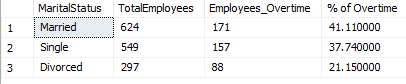 MaritalStatus TotalEmployees Employees_Overtime % of Overtime
1 Married 624 171 41.110000
2 Single 549 157 37.740000
3 Divorced 297 88 21.150000